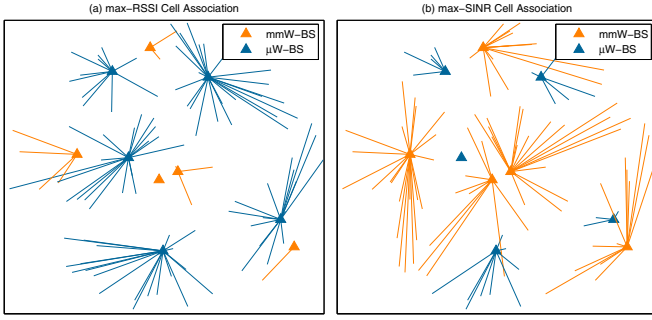 (a) max−RSSI Cell Association
mmW−BS
μW−BS
(b) max−SINR Cell Association
mmW−BS
μW−BS